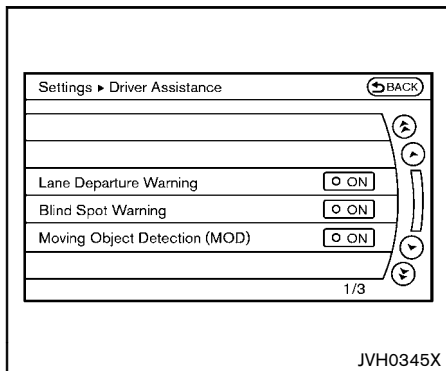 Settings ▸ Driver Assistance BACK
Lane Departure Warning ON
Blind Spot Warning ON
Moving Object Detection (MOD) ON
1/3
JVH0345X